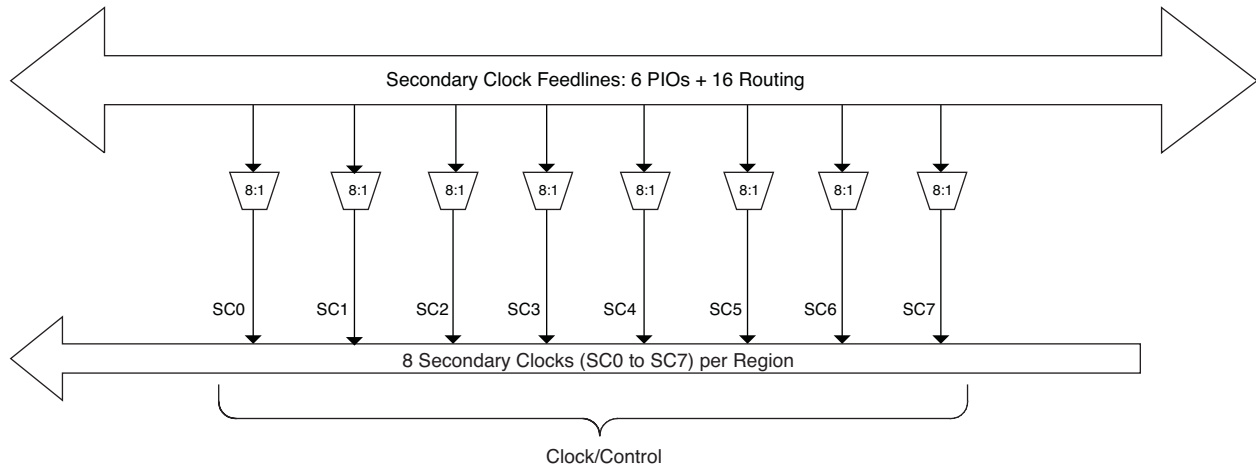 Secondary Clock Feedlines: 6 PIOs + 16 Routing
8:1 8:1 8:1 8:1 8:1 8:1 8:1 8:1
SC0 SC1 SC2 SC3 SC4 SC5 SC6 SC7
8 Secondary Clocks (SC0 to SC7) per Region
Clock/Control